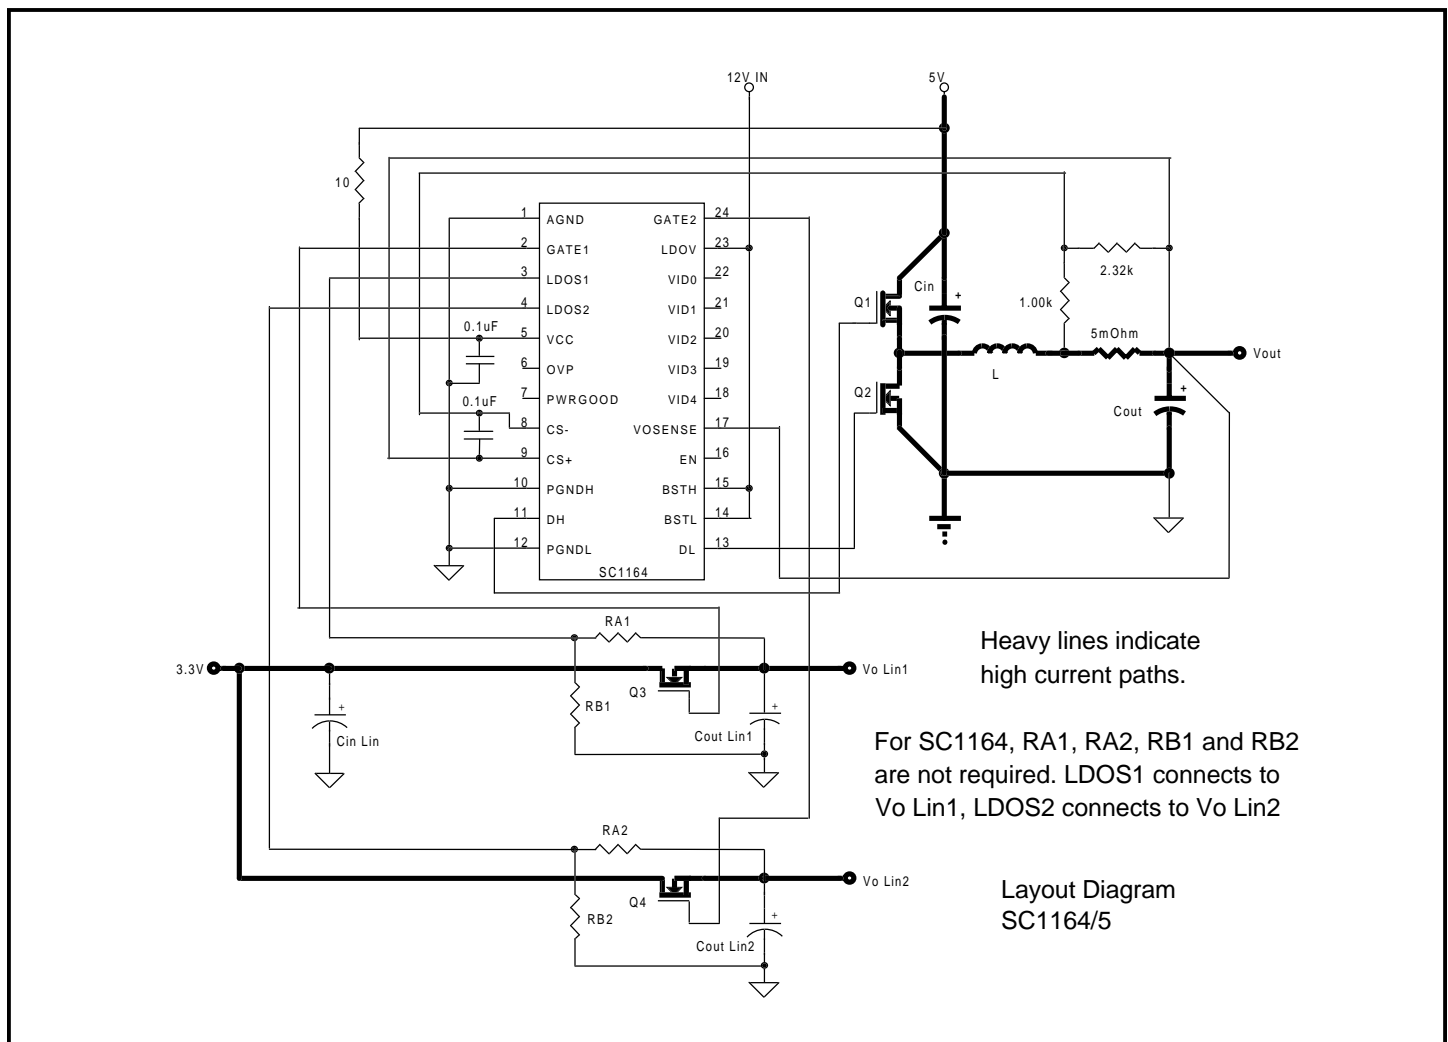 12V IN
5V
10
1 AGND GATE2 24
2 GATE1 LDOV 23
3 LDOS1 VID0 22
4 LDOS2 VID1 21
0.1uF
5 VCC VID2 20
6 OVP VID3 19
0.1uF
7 PWRGOOD VID4 18
8 CS- VOSENSE 17
9 CS+ EN 16
10 PGNDH BSTH 15
11 DH BSTL 14
12 PGNDL DL 13
SC1164
2.32k
Cin
+
1.00k
Q1
5mOhm
Vout
L
Q2
+
Cout
RA1
3.3V
Vo Lin1
Q3
RB1
+
Cin Lin
+
Cout Lin1
RA2
Vo Lin2
Q4
RB2
+
Cout Lin2
Heavy lines indicate
high current paths.
For SC1164, RA1, RA2, RB1 and RB2
are not required. LDOS1 connects to
Vo Lin1, LDOS2 connects to Vo Lin2
Layout Diagram
SC1164/5